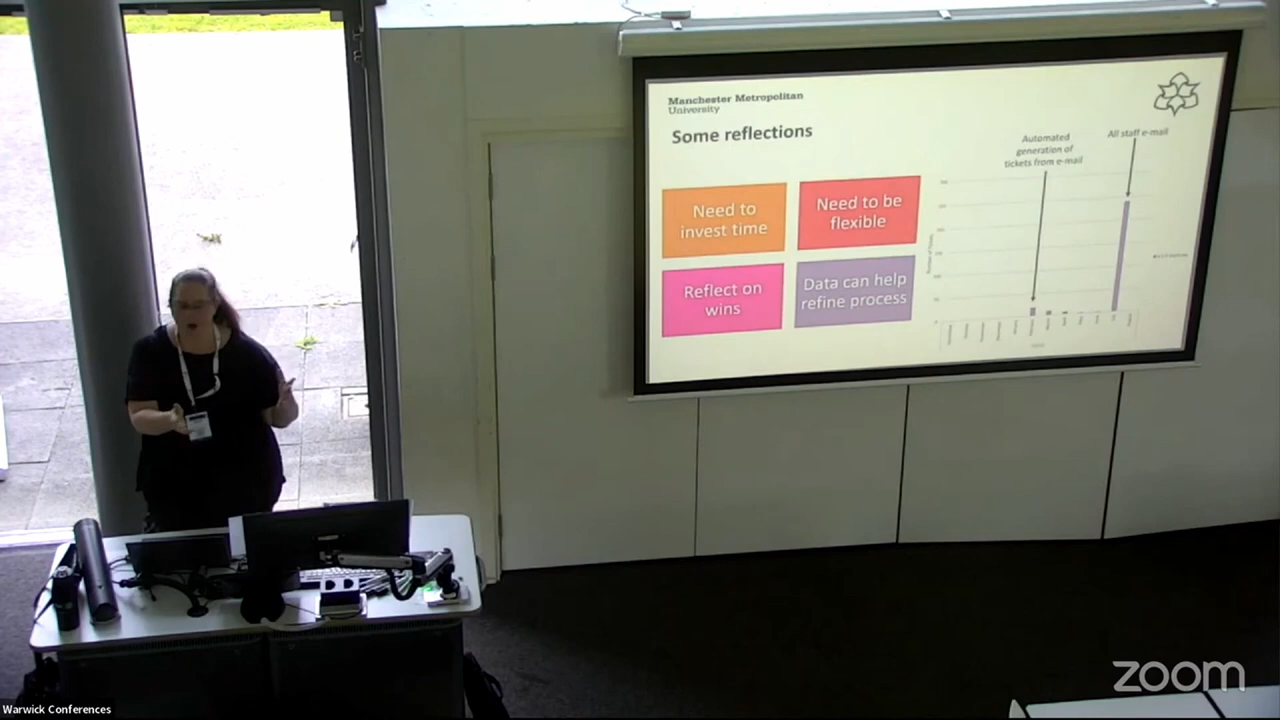 Manchester Metropolitan
University
Some reflections
Automated
generation of
tickets from e-mail
All staff e-mail
Need to
invest time
Need to be
flexible
Reflect on
wins
Data can help
refine process
Warwick Conferences
zoom